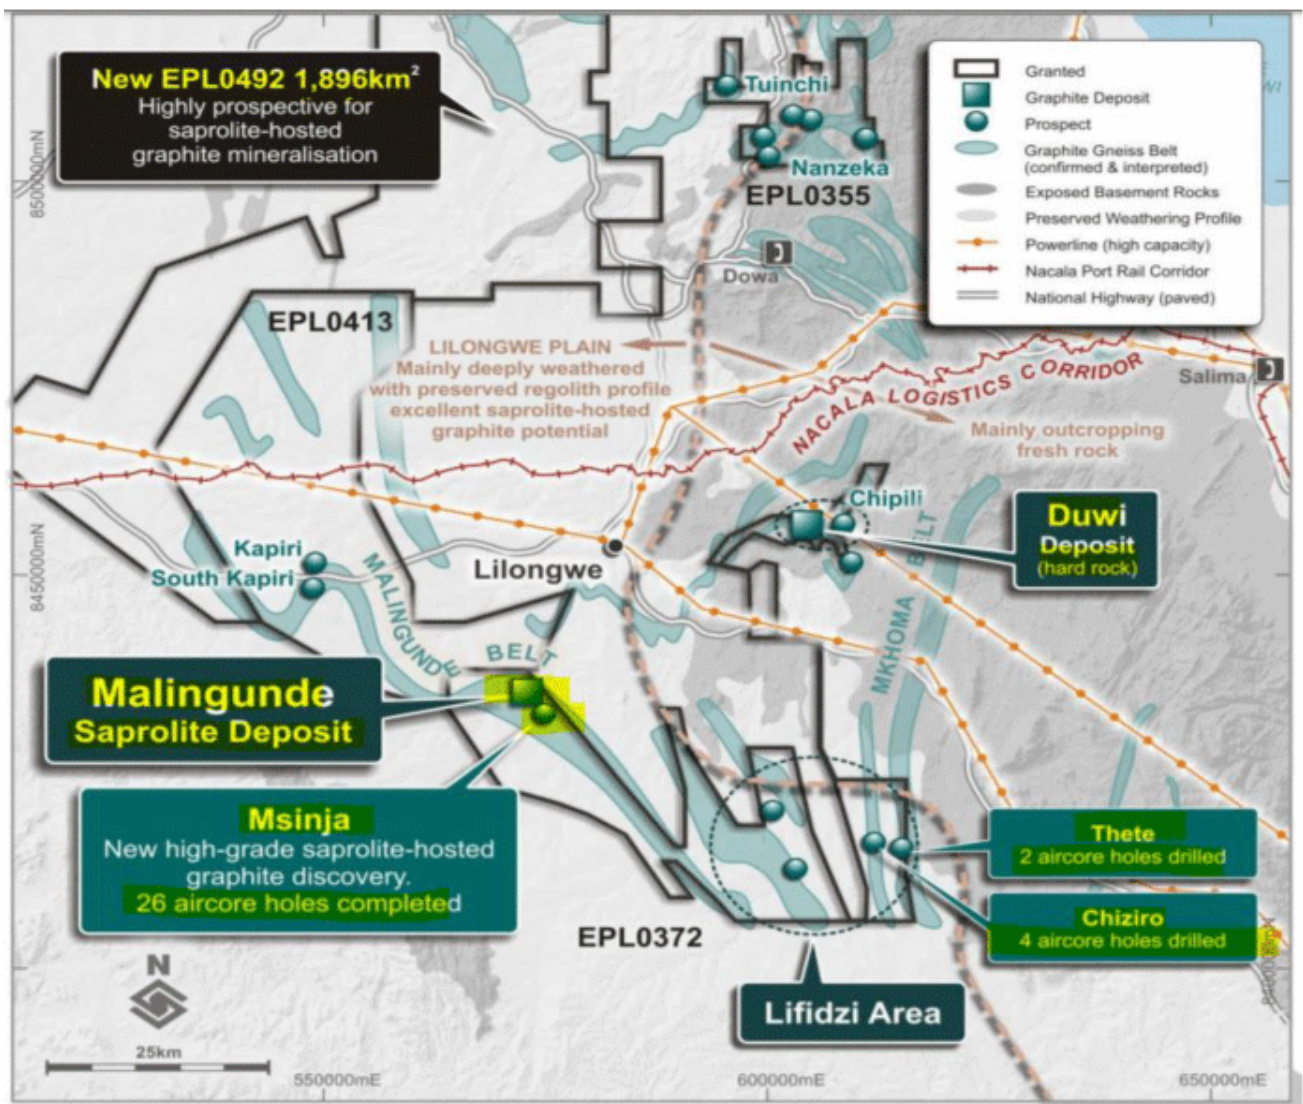 New EPL0492 1,896km²
Highly prospective for
saprolite-hosted
graphite mineralisation
Tuinchi
Nanzeka
EPL0355
Dowa
Granted
Graphite Deposit
Prospect
Graphite Gneiss Belt
(confirmed & interpreted)
Exposed Basement Rocks
Preserved Weathering Profile
Powerline (high capacity)
Nacala Port Rail Corridor
National Highway (paved)
8500000mN
EPL0413
LILONGWE PLAIN
Mainly deeply weathered
with preserved regolith profile
excellent saprolite-hosted
graphite potential
NACALA LOGISTICS CORRIDOR
Salima
Mainly outcropping
fresh rock
Chipili
Duwi
Deposit
(hard rock)
8450000mN
Kapiri
South Kapiri
Lilongwe
MALINGUNDE BELT
MKHOMA BELT
Malingunde
Saprolite Deposit
Msinja
New high-grade saprolite-hosted
graphite discovery.
26 aircore holes completed
Thete
2 aircore holes drilled
Chiziro
4 aircore holes drilled
EPL0372
Lifidzi Area
N
25km
550000mE
600000mE
650000mE